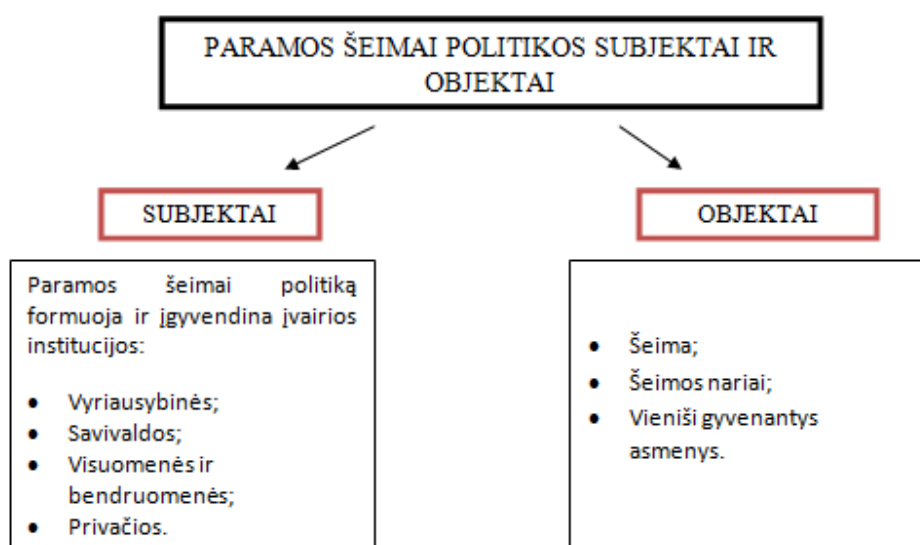 PARAMOS ŠEIMAI POLITIKOS SUBJEKTAI IR
OBJEKTAI
SUBJEKTAI
Paramos šeimai politiką
formuoja ir įgyvendina įvairios
institucijos:
• Vyriausybinės;
• Savivaldos;
• Visuomenės ir
bendruomenės;
• Privačios.
OBJEKTAI
• Šeima;
• Šeimos nariai;
• Vieniši gyvenantys
asmenys.